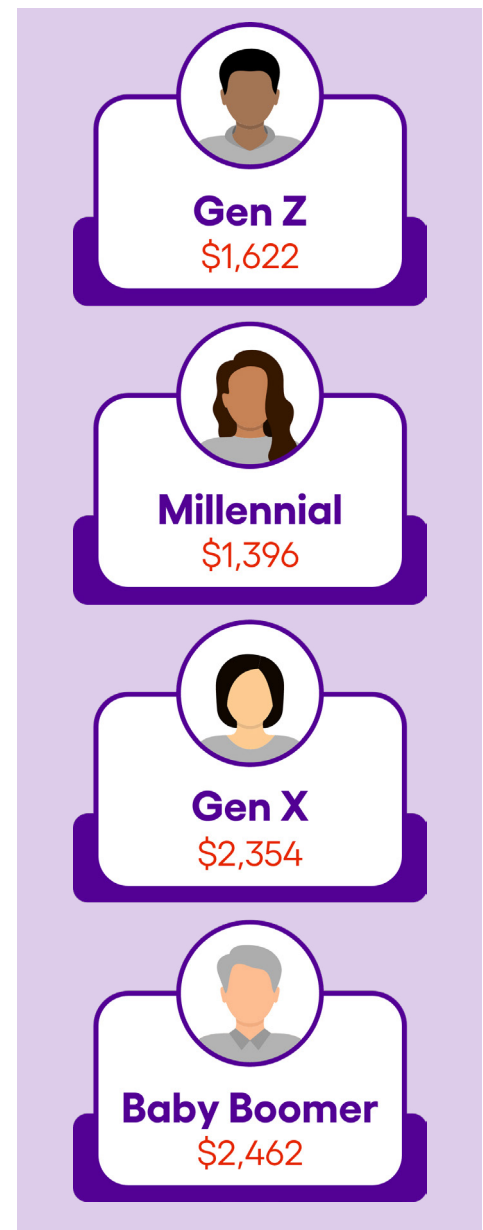 Gen Z
$1,622
Millennial
$1,396
Gen X
$2,354
Baby Boomer
$2,462